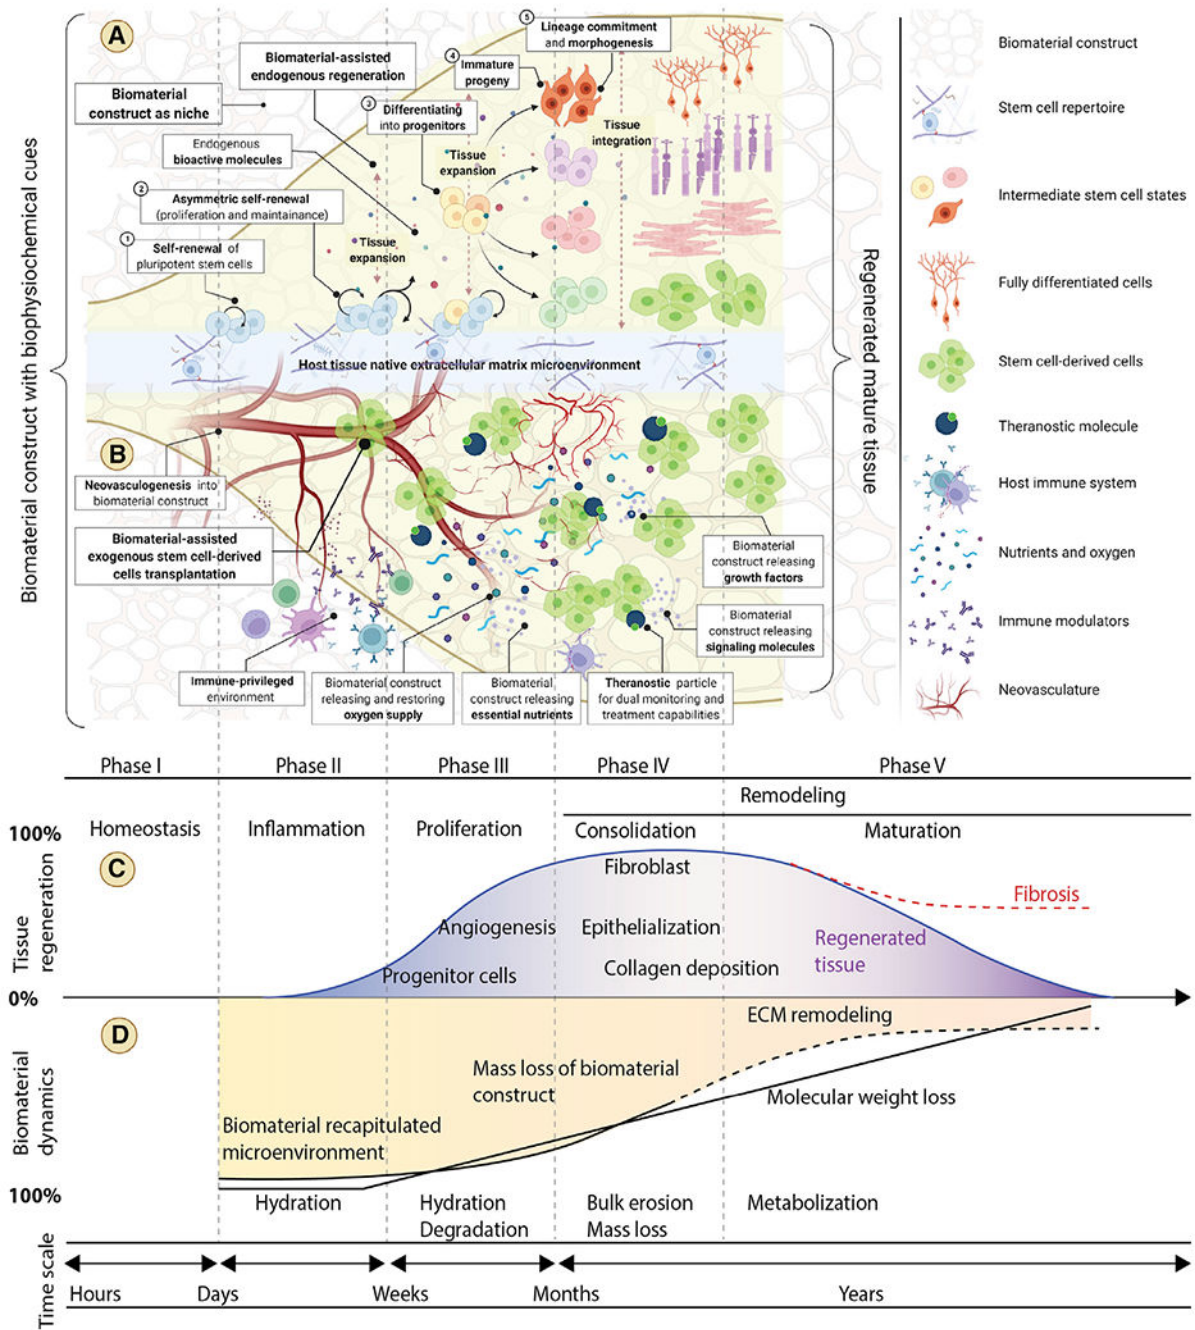 A
Biomaterial construct with biophysiochemical cues
Biomaterial
construct as niche
Biomaterial-assisted
endogenous regeneration
Endogenous
bioactive molecules
2
Asymmetric self-renewal
(proliferation and maintainance)
1
Self-renewal of
pluripotent stem cells
3
Differentiating
into progenitors
4
Immature
progeny
5
Lineage commitment
and morphogenesis
Tissue
expansion
Tissue
expansion
Tissue
integration
Host tissue native extracellular matrix microenvironment
Regenerated mature tissue
B
Neovasculogenesis into
biomaterial construct
Biomaterial-assisted
exogenous stem cell-derived
cells transplantation
Immune-privileged
environment
Biomaterial construct
releasing and restoring
oxygen supply
Biomaterial
construct releasing
essential nutrients
Theranostic particle
for dual monitoring and
treatment capabilities
Biomaterial
construct releasing
growth factors
Biomaterial
construct releasing
signaling molecules
Biomaterial construct
Stem cell repertoire
Intermediate stem cell states
Fully differentiated cells
Stem cell-derived cells
Theranostic molecule
Host immune system
Nutrients and oxygen
Immune modulators
Neovasculature
Phase I
Phase II
Phase III
Phase IV
Phase V
Remodeling
100%
Homeostasis
Inflammation
Proliferation
Consolidation
Maturation
C
Tissue
regeneration
Fibroblast
Fibrosis
Angiogenesis
Epithelialization
Regenerated
tissue
Progenitor cells
Collagen deposition
0%
D
Biomaterial
dynamics
ECM remodeling
Mass loss of biomaterial
construct
Molecular weight loss
Biomaterial recapitulated
microenvironment
100%
Hydration
Hydration
Degradation
Bulk erosion
Mass loss
Metabolization
Time scale
Hours
Days
Weeks
Months
Years